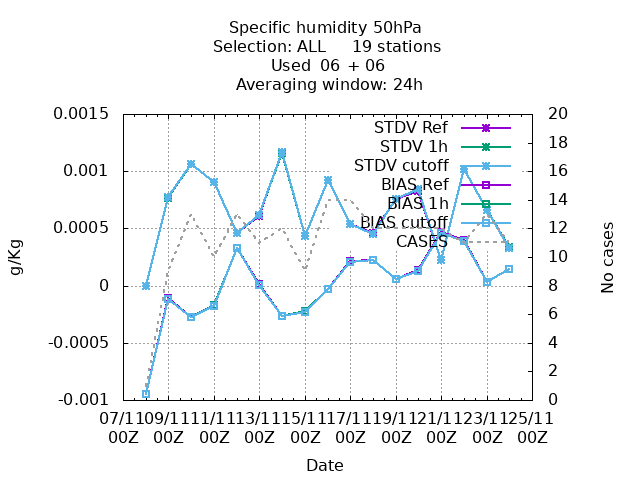 Specific humidity 50hPa
Selection: ALL 19 stations
Used 06 + 06
Averaging window: 24h
0.0015
0.001
0.0005
0
-0.0005
-0.001
g/Kg
20
18
16
14
12
10
8
6
4
2
0
No cases
STDV Ref
STDV 1h
STDV cutoff
BIAS Ref
BIAS 1h
BIAS cutoff
CASES
07/11 09/11 11/11 13/11 15/11 17/11 19/11 21/11 23/11 25/11
00Z 00Z 00Z 00Z 00Z 00Z 00Z 00Z 00Z 00Z
Date